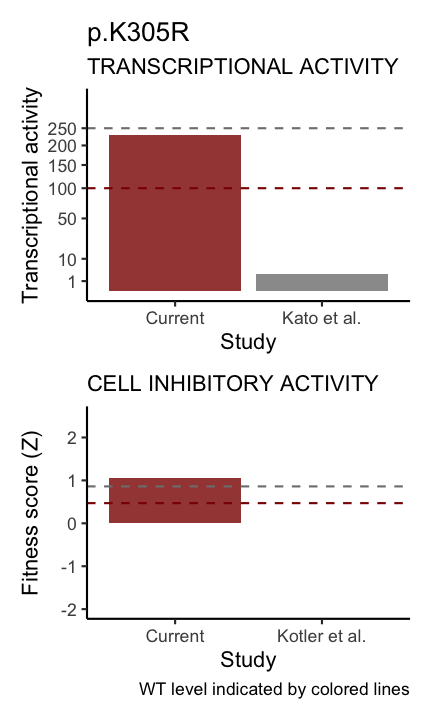 p.K305R
TRANSCRIPTIONAL ACTIVITY
Transcriptional activity
250
200
150
100
50
10
1
Current
Kato et al.
Study
CELL INHIBITORY ACTIVITY
Fitness score (Z)
2
1
0
-1
-2
Current
Kotler et al.
Study
WT level indicated by colored lines